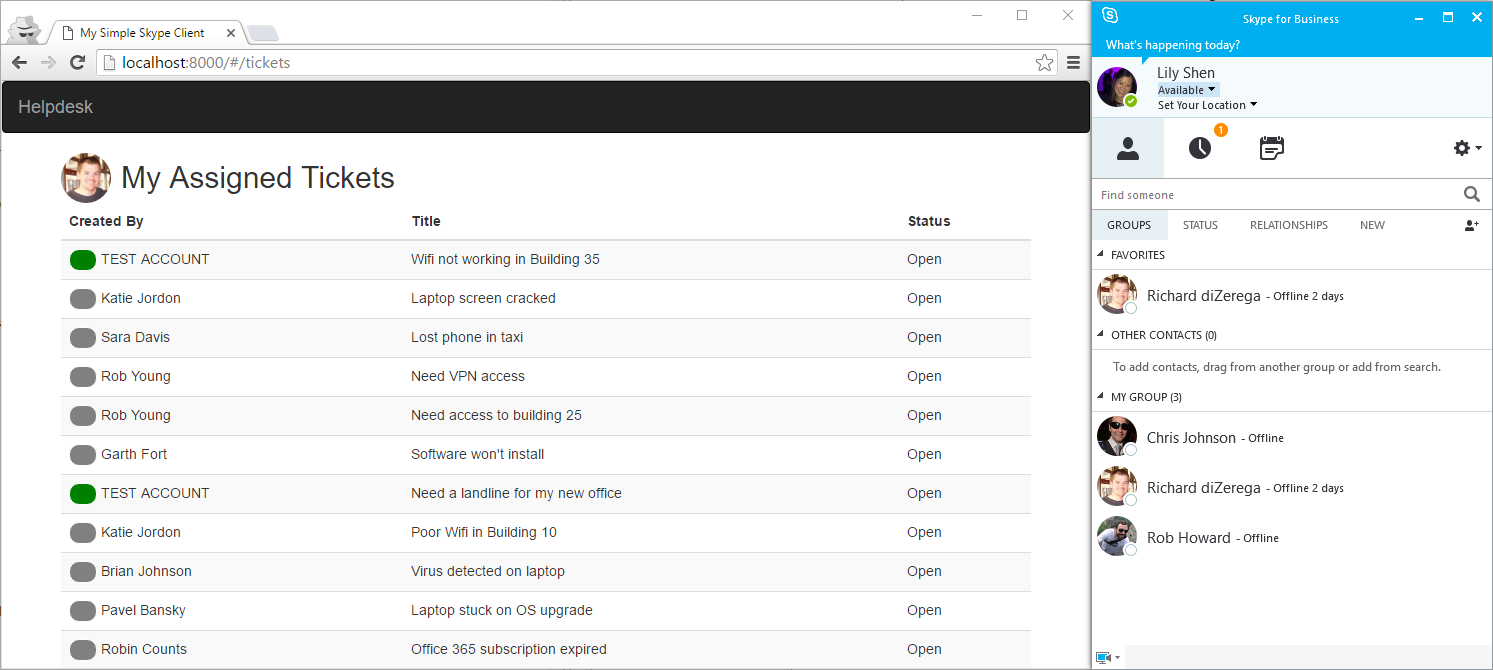 My Simple Skype Client
localhost:8000/#/tickets
Helpdesk
My Assigned Tickets
Created By Title Status
TEST ACCOUNT Wifi not working in Building 35 Open
Katie Jordon Laptop screen cracked Open
Sara Davis Lost phone in taxi Open
Rob Young Need VPN access Open
Rob Young Need access to building 25 Open
Garth Fort Software won't install Open
TEST ACCOUNT Need a landline for my new office Open
Katie Jordon Poor Wifi in Building 10 Open
Brian Johnson Virus detected on laptop Open
Pavel Bansky Laptop stuck on OS upgrade Open
Robin Counts Office 365 subscription expired Open
Skype for Business
What's happening today?
Lily Shen
Available
Set Your Location
1
Find someone
GROUPS STATUS RELATIONSHIPS NEW
FAVORITES
Richard diZerega - Offline 2 days
OTHER CONTACTS (0)
To add contacts, drag from another group or add from search.
MY GROUP (3)
Chris Johnson - Offline
Richard diZerega - Offline 2 days
Rob Howard - Offline